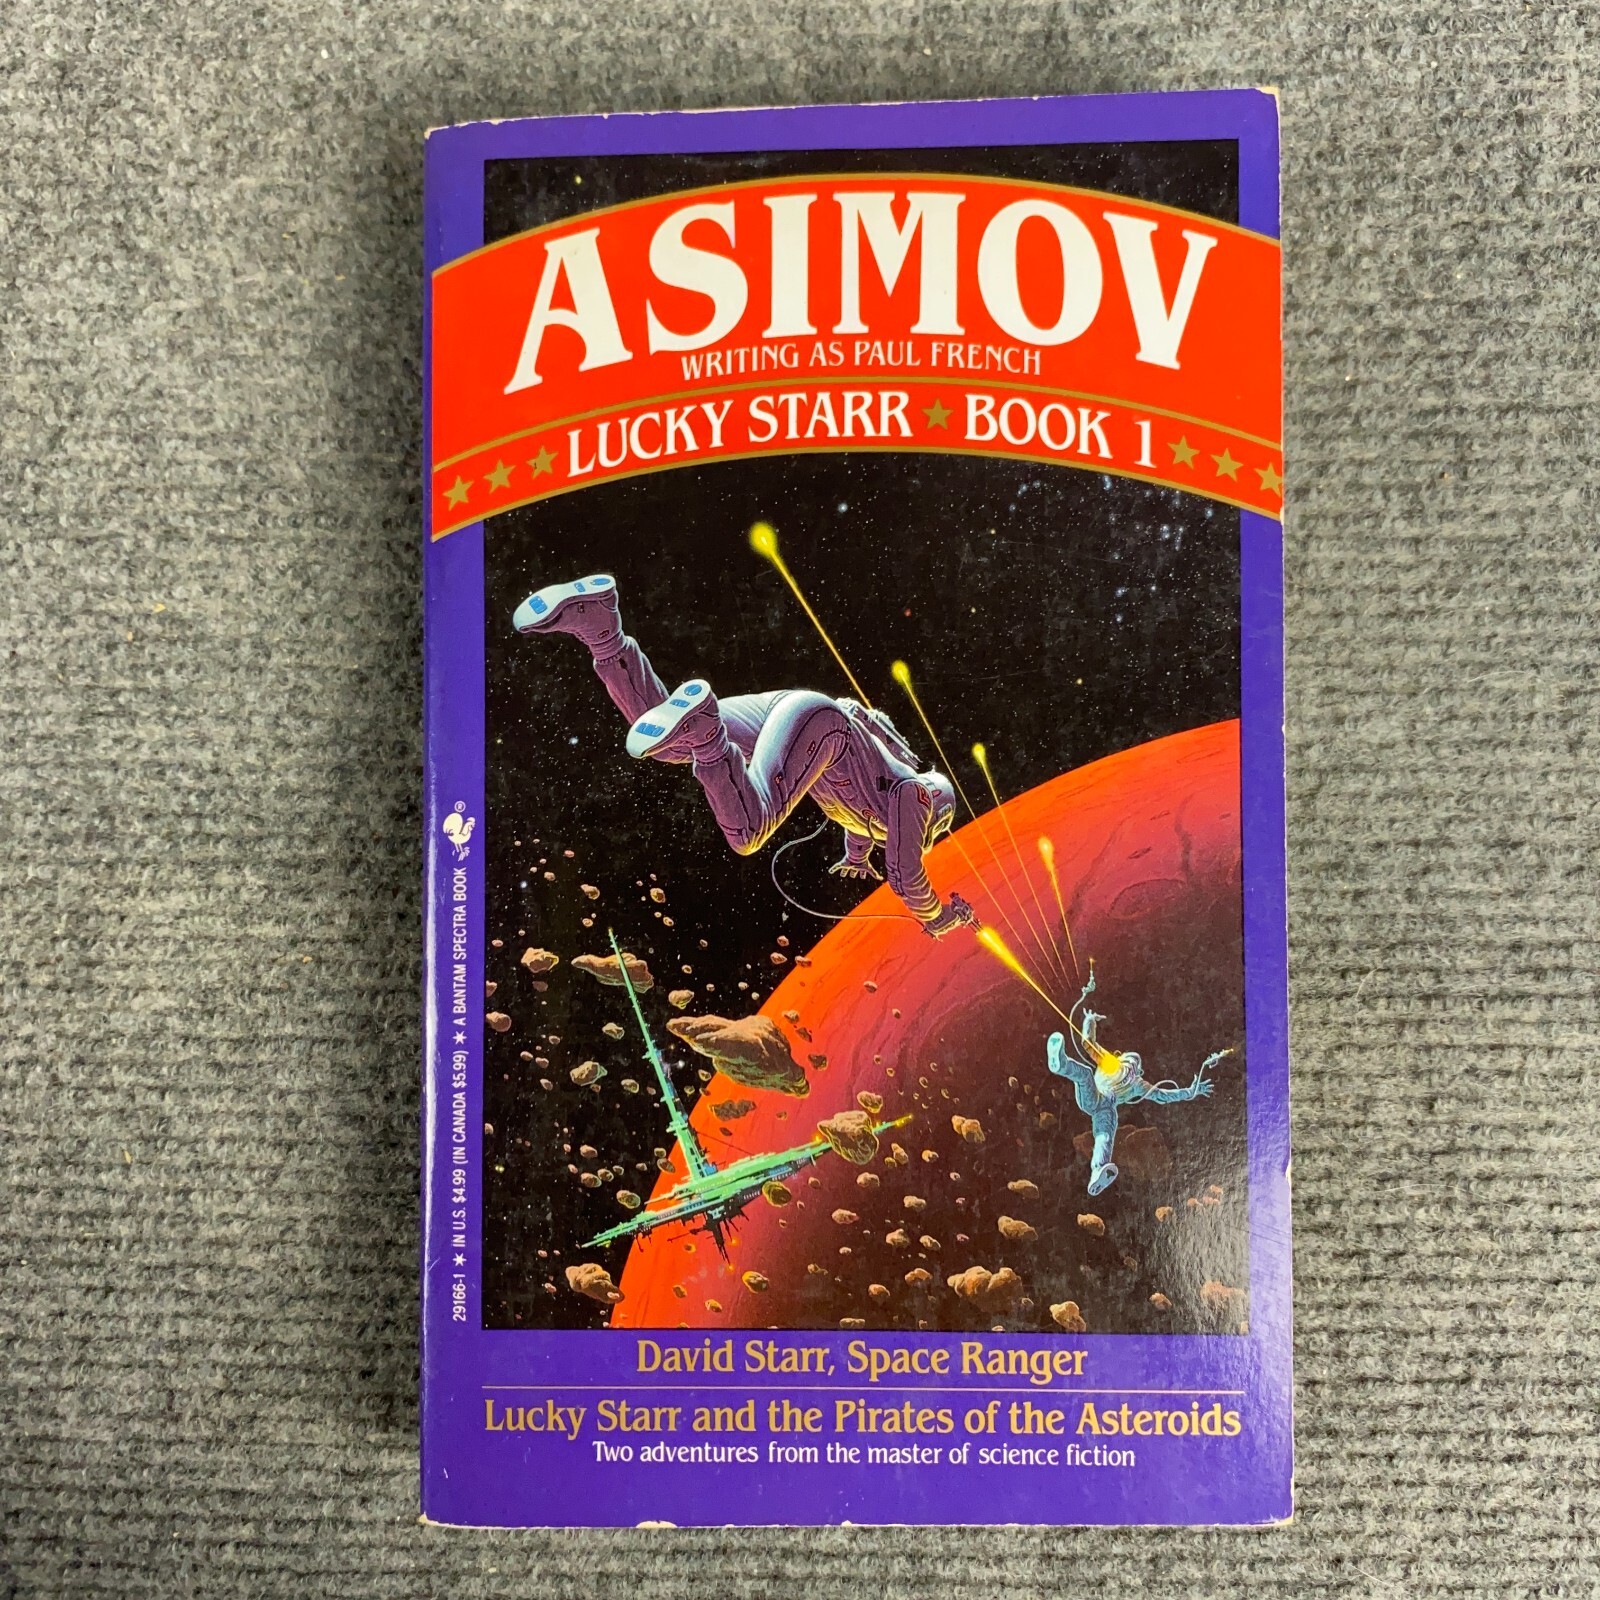 ASIMOV
WRITING AS PAUL FRENCH
LUCKY STARR ★ BOOK 1
29166-1 ★ IN U.S. $4.99 (IN CANADA $5.99) ★ A BANTAM SPECTRA BOOK ®
David Starr, Space Ranger
Lucky Starr and the Pirates of the Asteroids
Two adventures from the master of science fiction